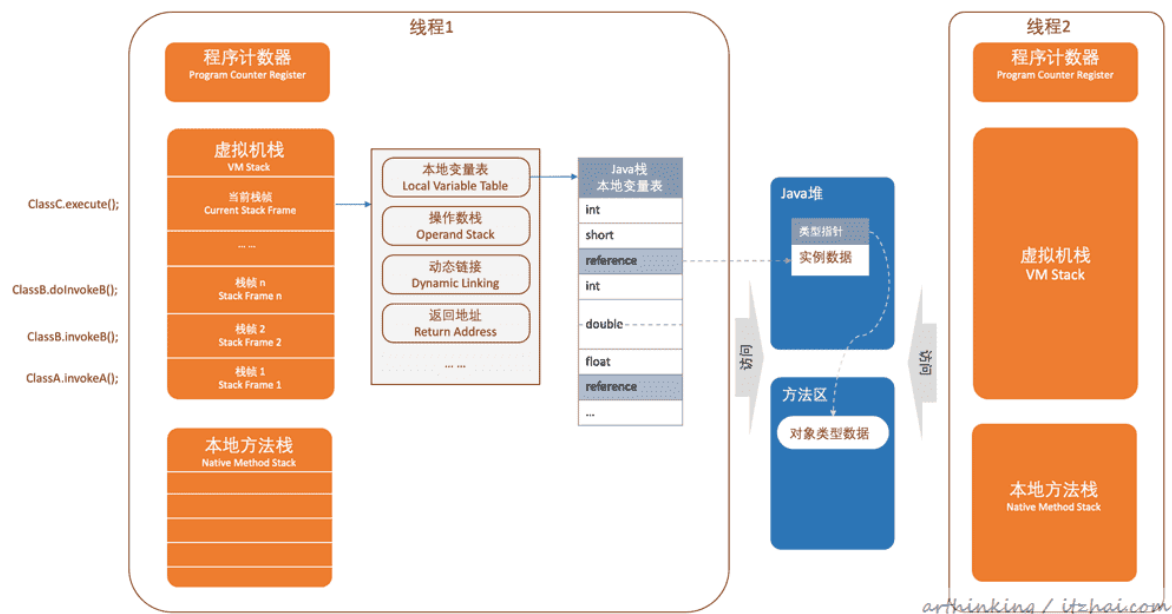 线程1
程序计数器
Program Counter Register
虚拟机栈
VM Stack
当前栈帧
Current Stack Frame
... ...
栈帧 n
Stack Frame n
栈帧 2
Stack Frame 2
栈帧 1
Stack Frame 1
ClassC.execute();
ClassB.doInvokeB();
ClassB.invokeB();
ClassA.invokeA();
本地方法栈
Native Method Stack
本地变量表
Local Variable Table
操作数栈
Operand Stack
动态链接
Dynamic Linking
返回地址
Return Address
... ...
Java栈
本地变量表
int
short
reference
int
double
float
reference
...
访问
Java堆
类型指针
实例数据
方法区
对象类型数据
访问
线程2
程序计数器
Program Counter Register
虚拟机栈
VM Stack
本地方法栈
Native Method Stack
arthinking / itzhai.com